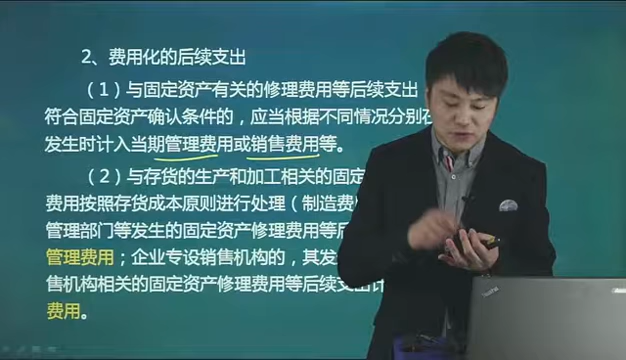 2、费用化的后续支出
（1）与固定资产有关的修理费用等后续支出
符合固定资产确认条件的，应当根据不同情况分别在
发生时计入当期管理费用或销售费用等。
（2）与存货的生产和加工相关的固定
费用按照存货成本原则进行处理（制造费
管理部门等发生的固定资产修理费用等后
管理费用；企业专设销售机构的，其发
售机构相关的固定资产修理费用等后续支出计
费用。
ThinkPad